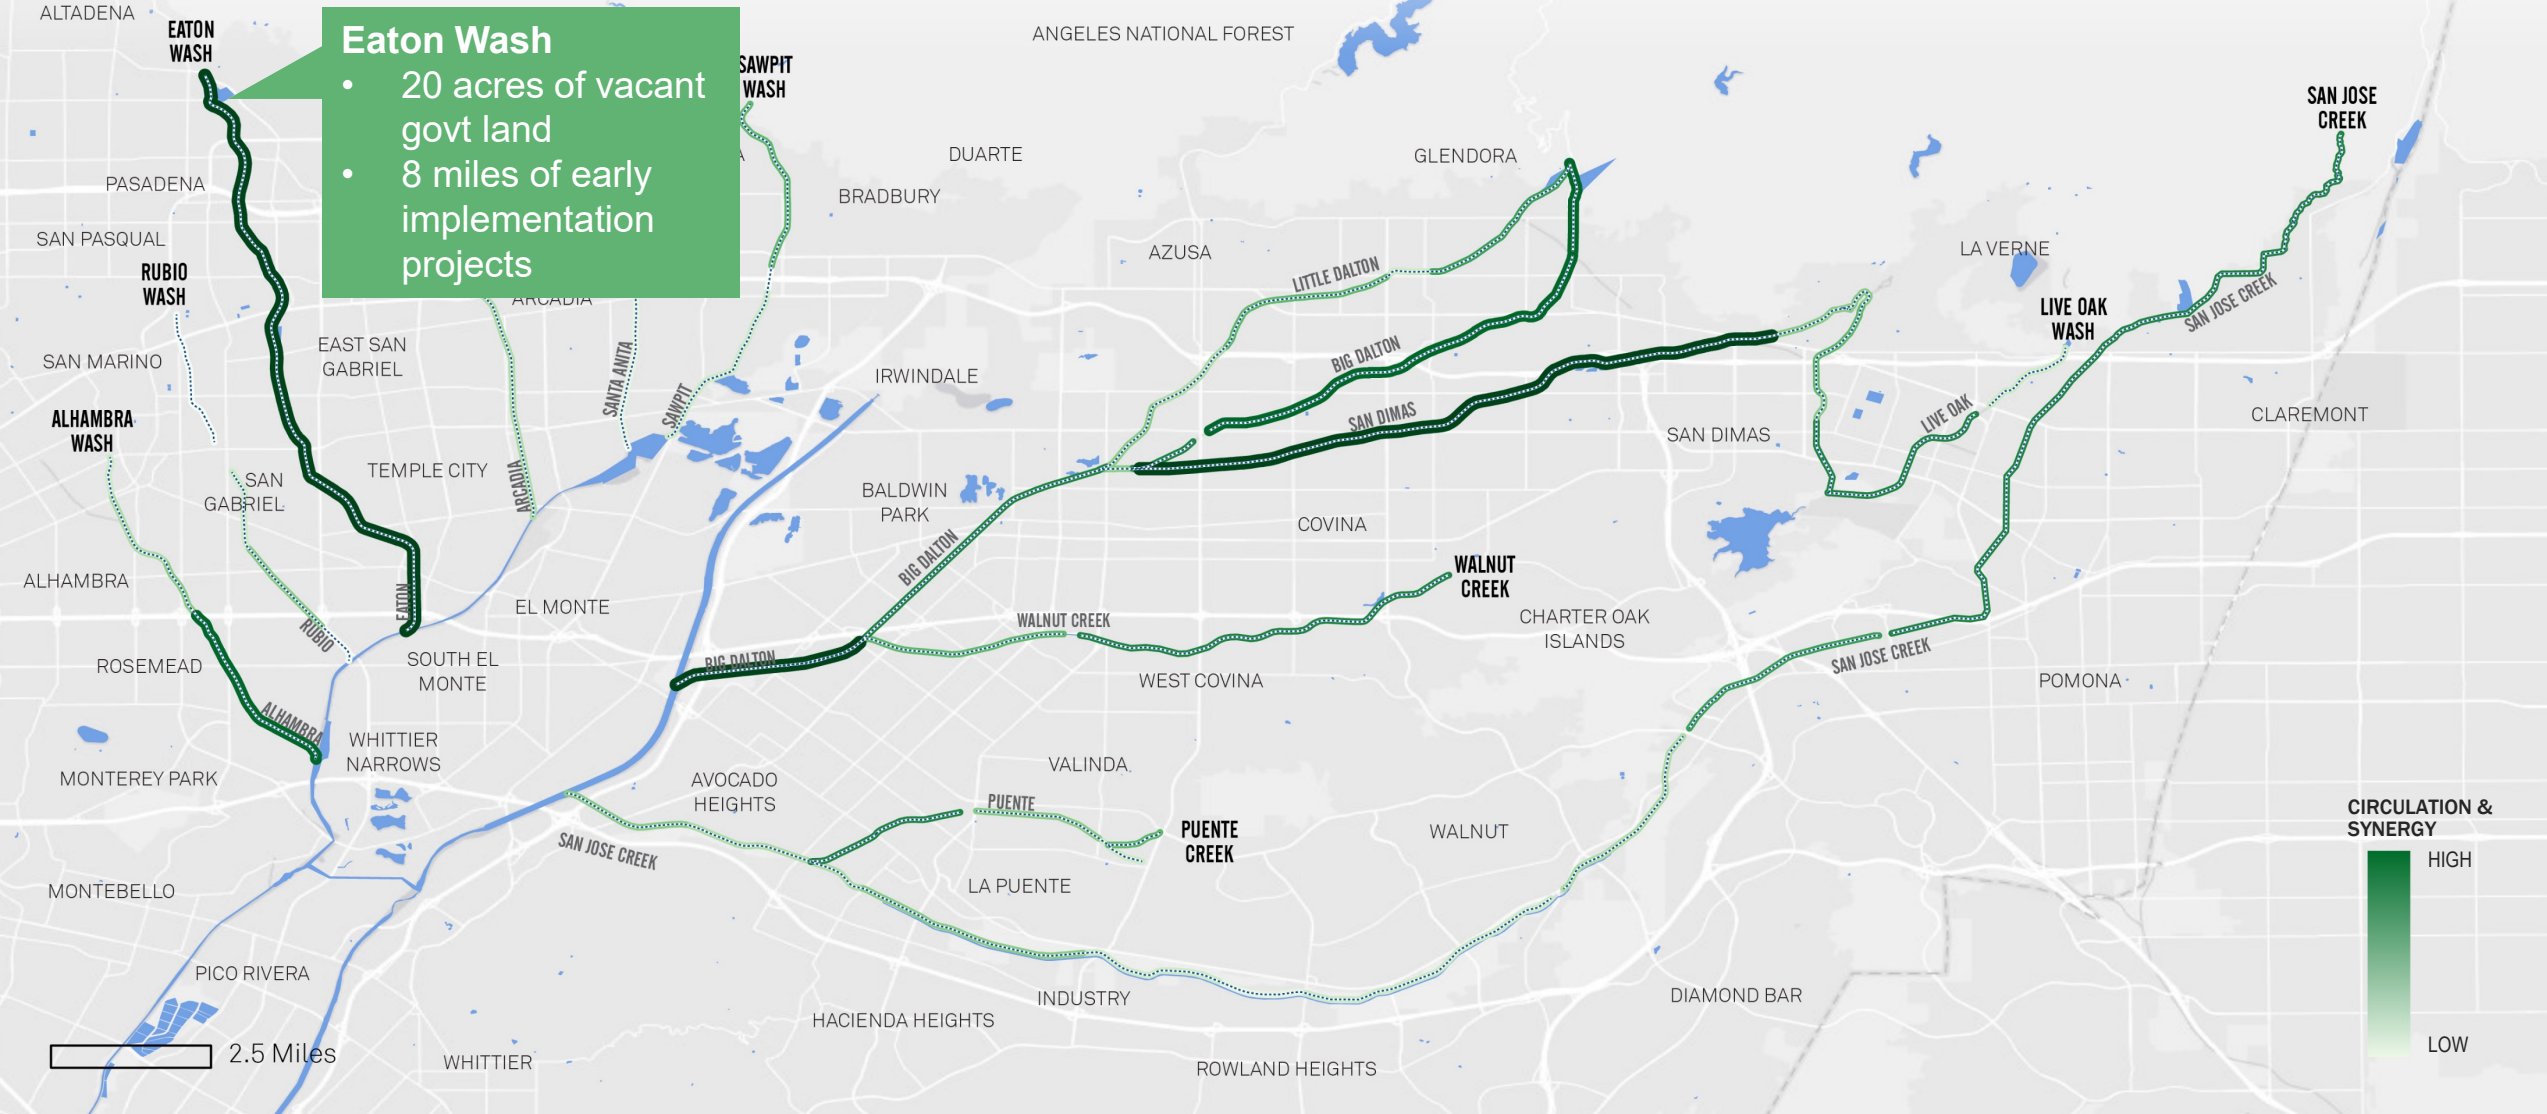 ALTADENA
EATON
WASH
Eaton Wash
• 20 acres of vacant
govt land
• 8 miles of early
implementation
projects
SAWPIT
WASH
ANGELES NATIONAL FOREST
SAN JOSE
CREEK
DUARTE
GLENDORA
PASADENA
BRADBURY
SAN PASQUAL
AZUSA
LA VERNE
RUBIO
WASH
LITTLE DALTON
SAN JOSE CREEK
ARCADIA
LIVE OAK
WASH
EAST SAN
GABRIEL
SAN MARINO
BIG DALTON
SANTA ANITA
IRWINDALE
SAWPIT
ALHAMBRA
WASH
SAN DIMAS
LIVE OAK
CLAREMONT
SAN DIMAS
TEMPLE CITY
ARCADIA
SAN
GABRIEL
BALDWIN
PARK
COVINA
BIG DALTON
WALNUT
CREEK
ALHAMBRA
EATON
EL MONTE
WALNUT CREEK
CHARTER OAK
ISLANDS
RUBIO
ROSEMEAD
SOUTH EL
MONTE
BIG DALTON
SAN JOSE CREEK
WEST COVINA
POMONA
ALHAMBRA
WHITTIER
NARROWS
MONTEREY PARK
AVOCADO
HEIGHTS
VALINDA
PUENTE
PUENTE
CREEK
WALNUT
SAN JOSE CREEK
CIRCULATION &
SYNERGY
HIGH
LOW
MONTEBELLO
LA PUENTE
PICO RIVERA
INDUSTRY
DIAMOND BAR
HACIENDA HEIGHTS
2.5 Miles
WHITTIER
ROWLAND HEIGHTS